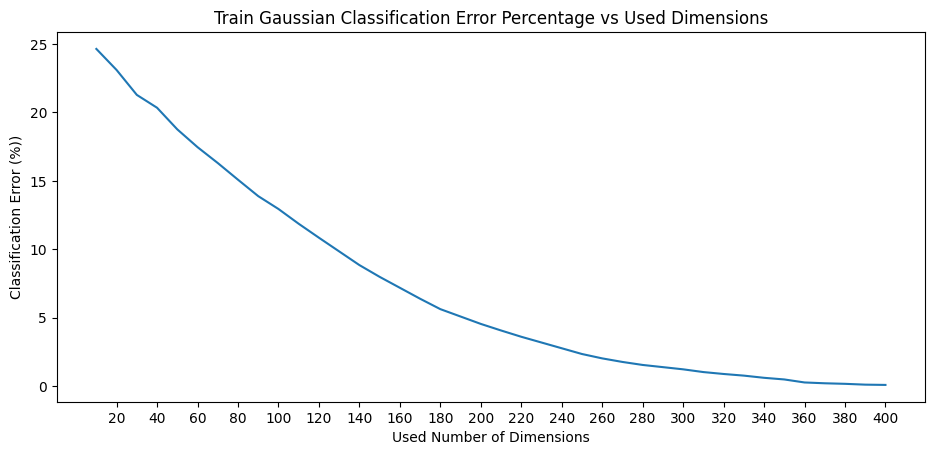 Train Gaussian Classification Error Percentage vs Used Dimensions
Classification Error (%))
25
20
15
10
5
0
20 40 60 80 100 120 140 160 180 200 220 240 260 280 300 320 340 360 380 400
Used Number of Dimensions